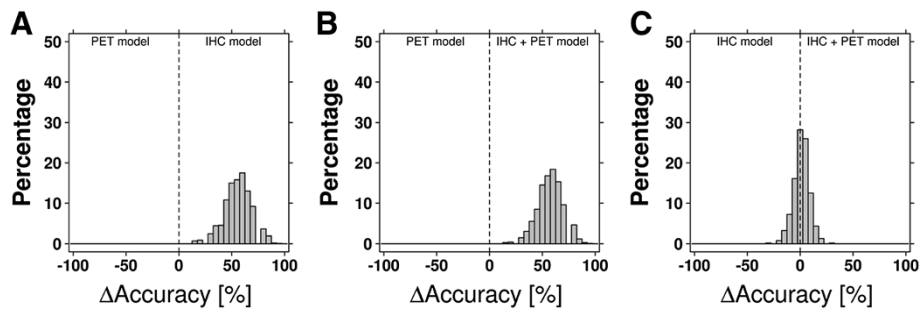 A
PET model
IHC model
Percentage
50
40
30
20
10
0
-100
-50
0
50
100
ΔAccuracy [%]
B
PET model
IHC + PET model
Percentage
50
40
30
20
10
0
-100
-50
0
50
100
ΔAccuracy [%]
C
IHC model
IHC + PET model
Percentage
50
40
30
20
10
0
-100
-50
0
50
100
ΔAccuracy [%]